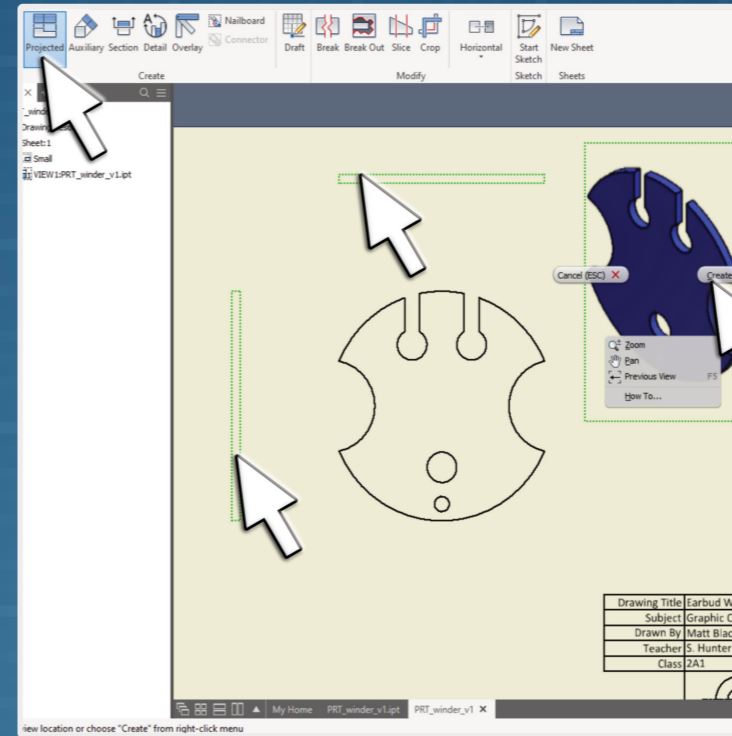 Projected Auxiliary Section Detail Overlay
Nailboard
Connector
Draft Break Break Out Slice Crop Horizontal
Start
Sketch
New Sheet
Create Modify Sketch Sheets
Sheet:1
Small
VIEW1:PRT_winder_v1.ipt
Cancel (ESC)
Create
Zoom
Pan
Previous View F5
How To...
Drawing Title Earbud W
Subject Graphic C
Drawn By Matt Blac
Teacher S. Hunter
Class 2A1
My Home PRT_winder_v1.ipt PRT_winder_v1
view location or choose "Create" from right-click menu